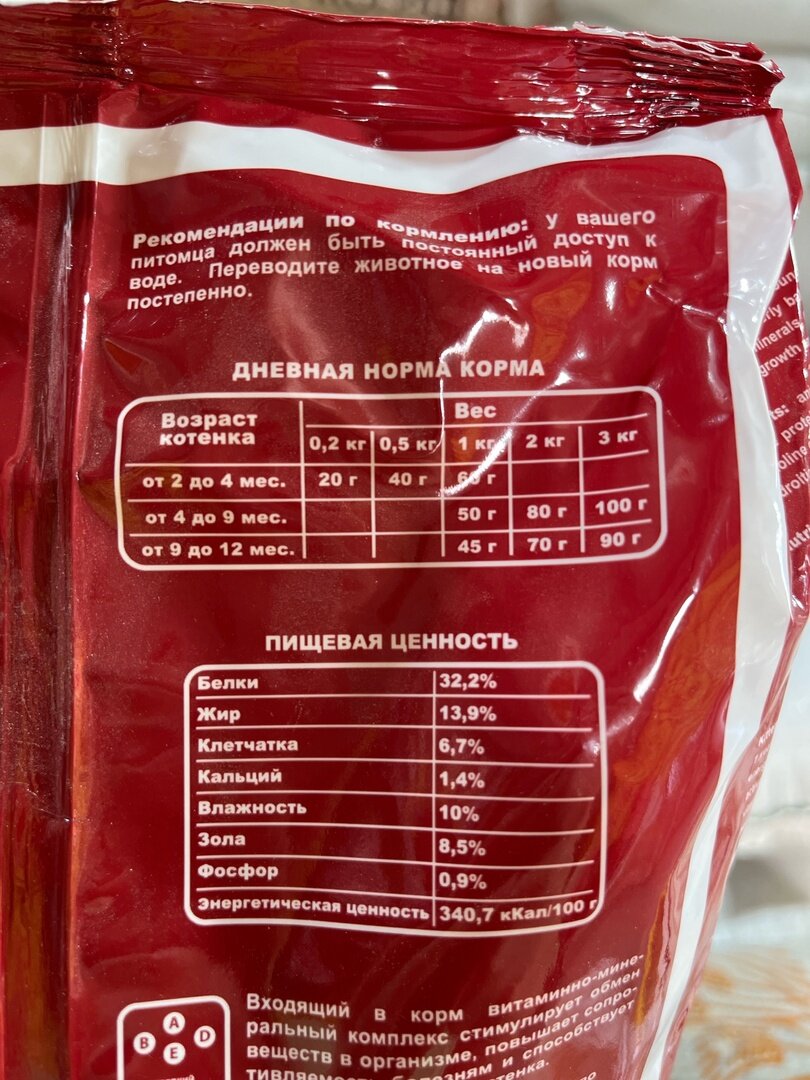 Рекомендации по кормлению: у вашего
питомца должен быть постоянный доступ к
воде. Переводите животное на новый корм
постепенно.
ДНЕВНАЯ НОРМА КОРМА
Возраст котенка Вес
0,2 кг 0,5 кг 1 кг 2 кг 3 кг
от 2 до 4 мес. 20 г 40 г 60 г
от 4 до 9 мес. 50 г 80 г 100 г
от 9 до 12 мес. 45 г 70 г 90 г
ПИЩЕВАЯ ЦЕННОСТЬ
Белки 32,2%
Жир 13,9%
Клетчатка 6,7%
Кальций 1,4%
Влажность 10%
Зола 8,5%
Фосфор 0,9%
Энергетическая ценность 340,7 кКал/100 г
A
B D
E
Входящий в корм витаминно-мине-
ральный комплекс стимулирует обмен
веществ в организме, повышает сопро-
тивляемость болезням и способствует
growth